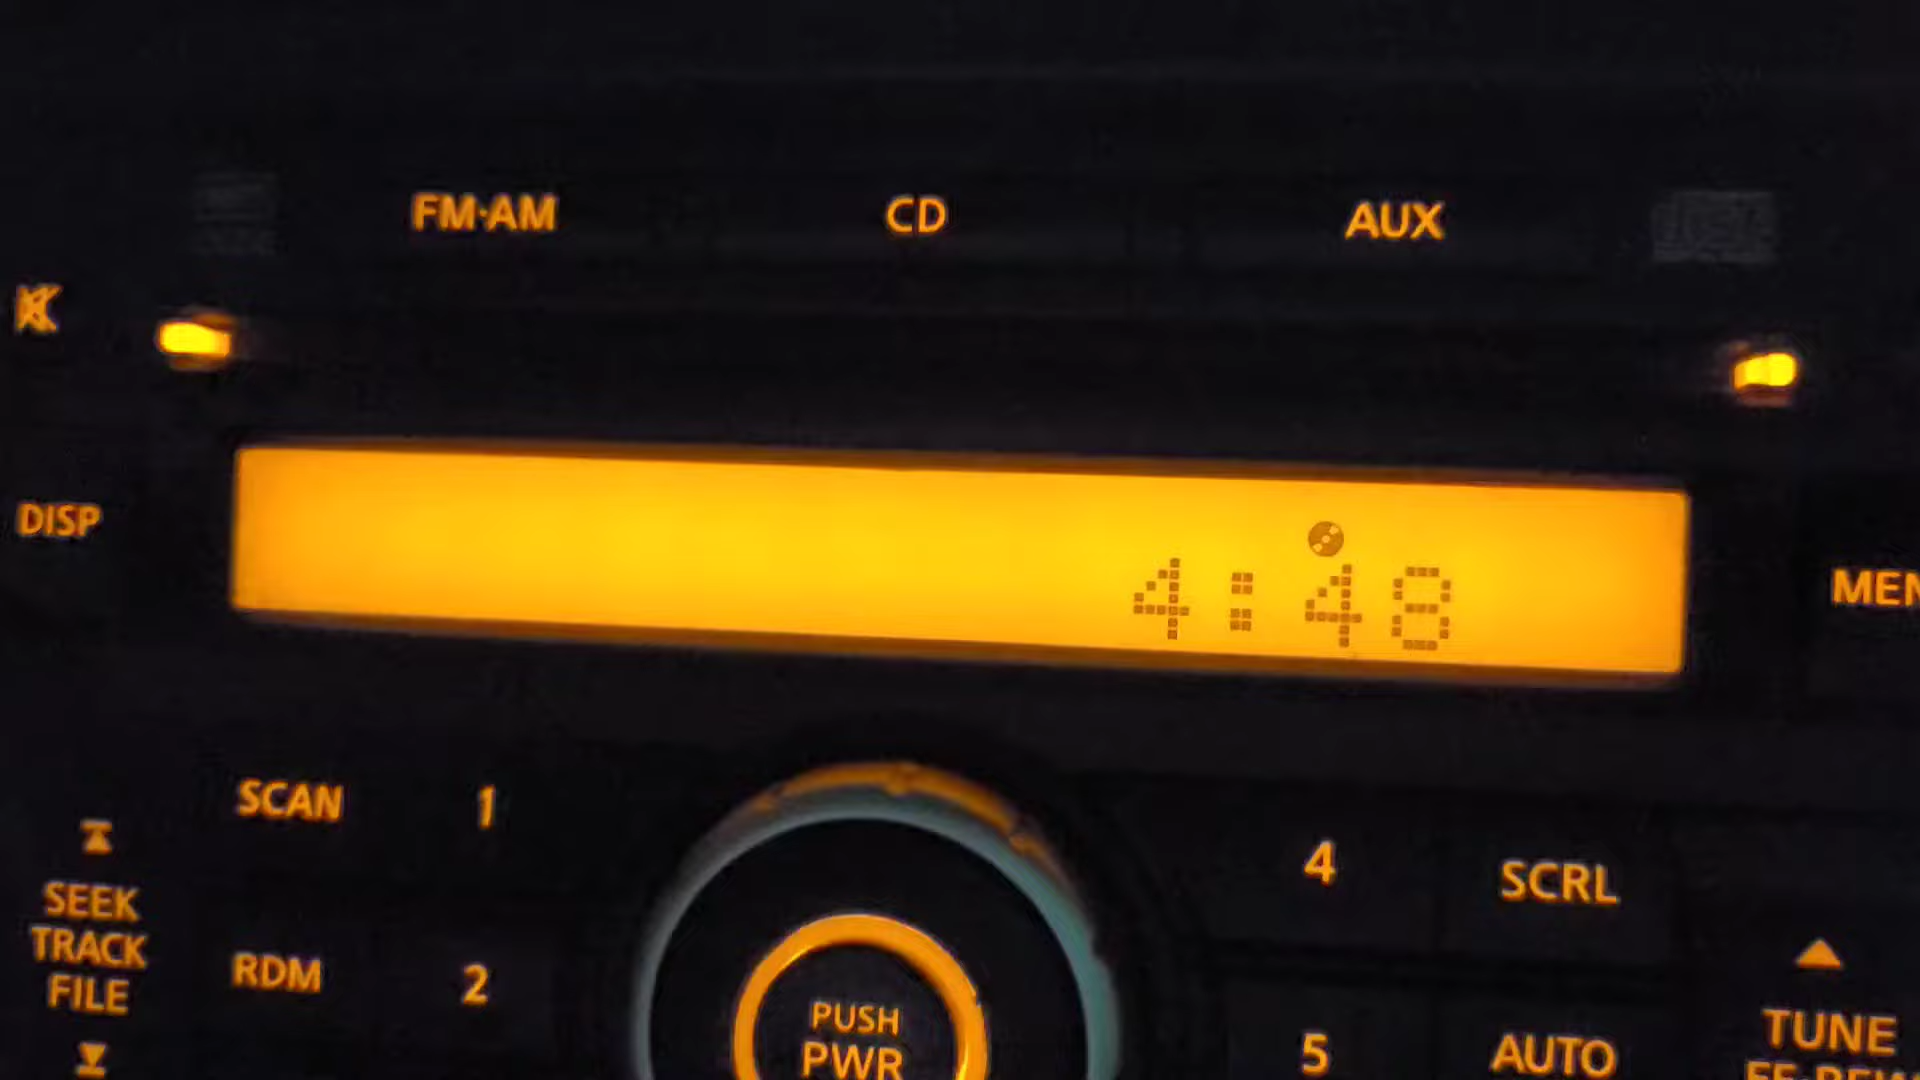 FM·AM CD AUX
DISP
4:48
MEN
SCAN 1
4 SCRL
SEEK
TRACK
FILE
RDM 2
PUSH
PWR
5 AUTO
TUNE